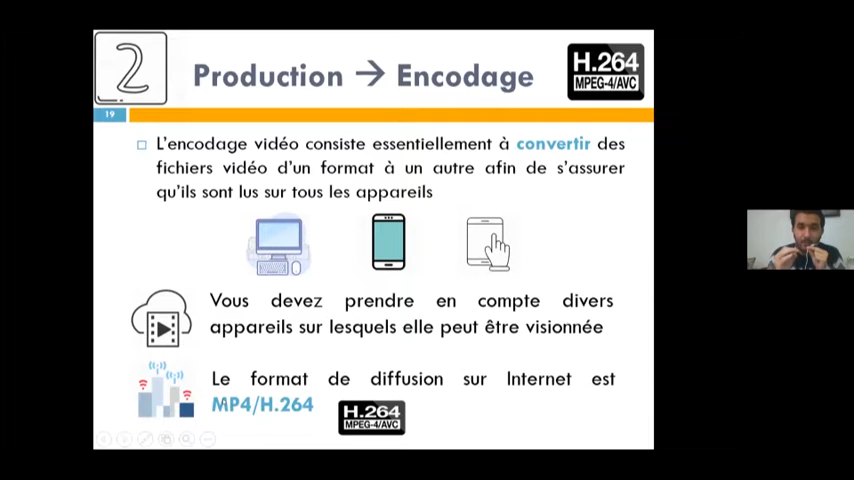 2
Production → Encodage
H.264
MPEG-4/AVC
19
L'encodage vidéo consiste essentiellement à convertir des
fichiers vidéo d'un format à un autre afin de s'assurer
qu'ils sont lus sur tous les appareils
Vous devez prendre en compte divers
appareils sur lesquels elle peut être visionnée
Le format de diffusion sur Internet est
MP4/H.264
H.264
MPEG-4/AVC